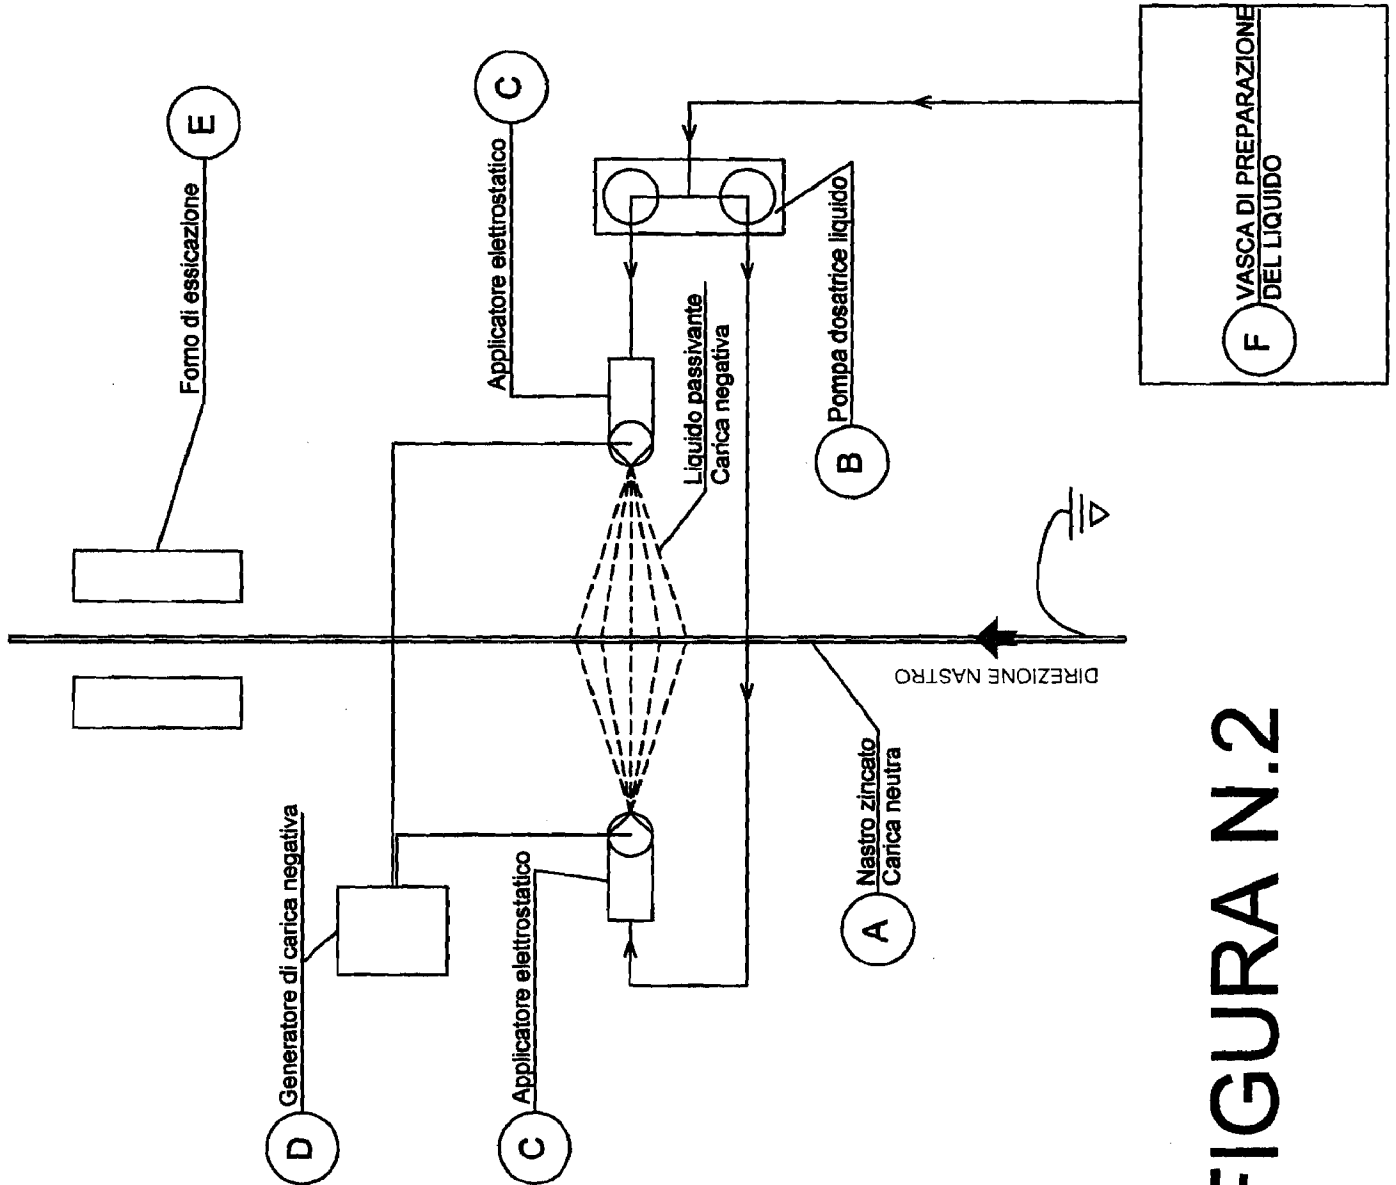 E
Forno di essicazione
C
Applicatore elettrostatico
Liquido passivante
Carica negativa
Pompa dosatrice liquido
B
VASCA DI PREPARAZIONE
DEL LIQUIDO
F
D
Generatore di carica negativa
C
Applicatore elettrostatico
A
Nastro zincato
Carica neutra
DIREZIONE NASTRO
FIGURA N.2